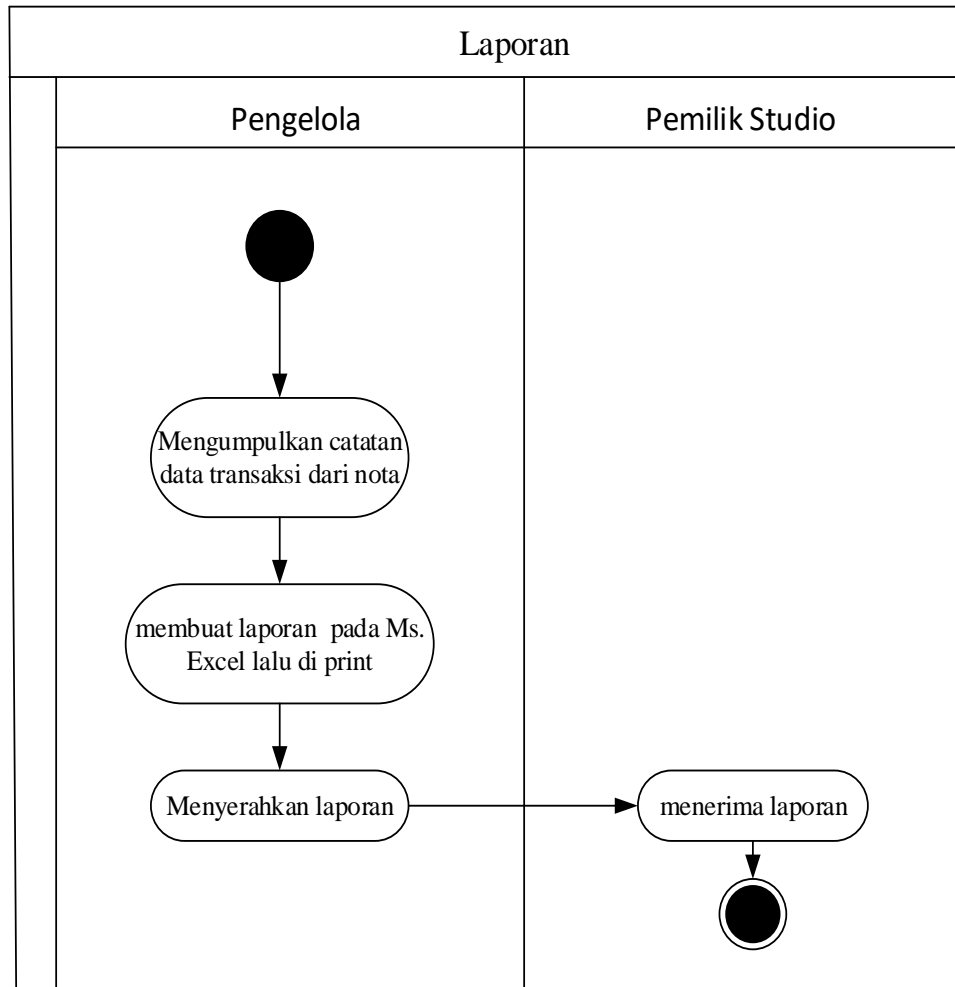 Laporan
Pengelola
Pemilik Studio
Mengumpulkan catatan
data transaksi dari nota
membuat laporan pada Ms.
Excel lalu di print
Menyerahkan laporan
menerima laporan